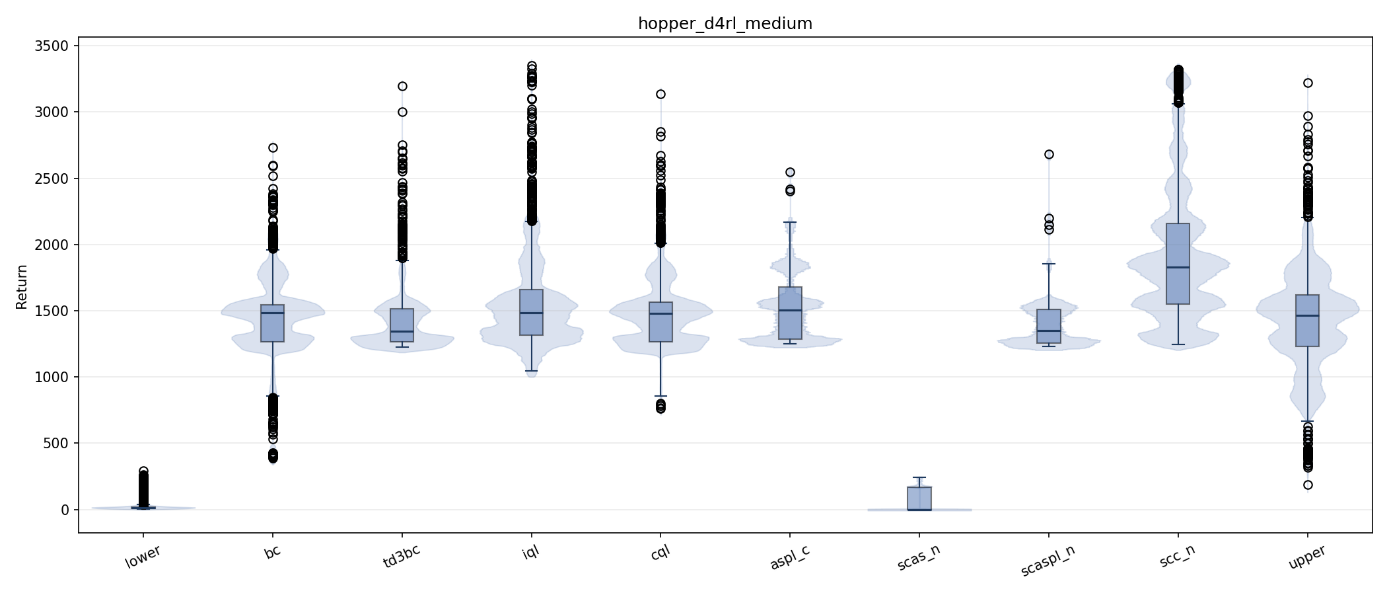 hopper_d4rl_medium
Return
3500
3000
2500
2000
1500
1000
500
0
lower
bc
td3bc
iql
cql
aspl_c
scas_n
scaspl_n
scc_n
upper